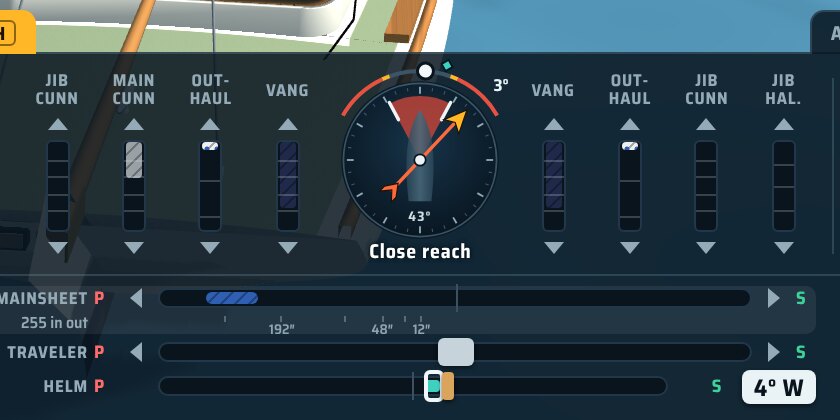 H
A
JIB
CUNN
MAIN
CUNN
OUT-
HAUL
VANG
3°
VANG
OUT-
HAUL
JIB
CUNN
JIB
HAL.
43°
Close reach
MAINSHEET P
S
255 in out
192"
48"
12"
TRAVELER P
S
HELM P
S
4° W